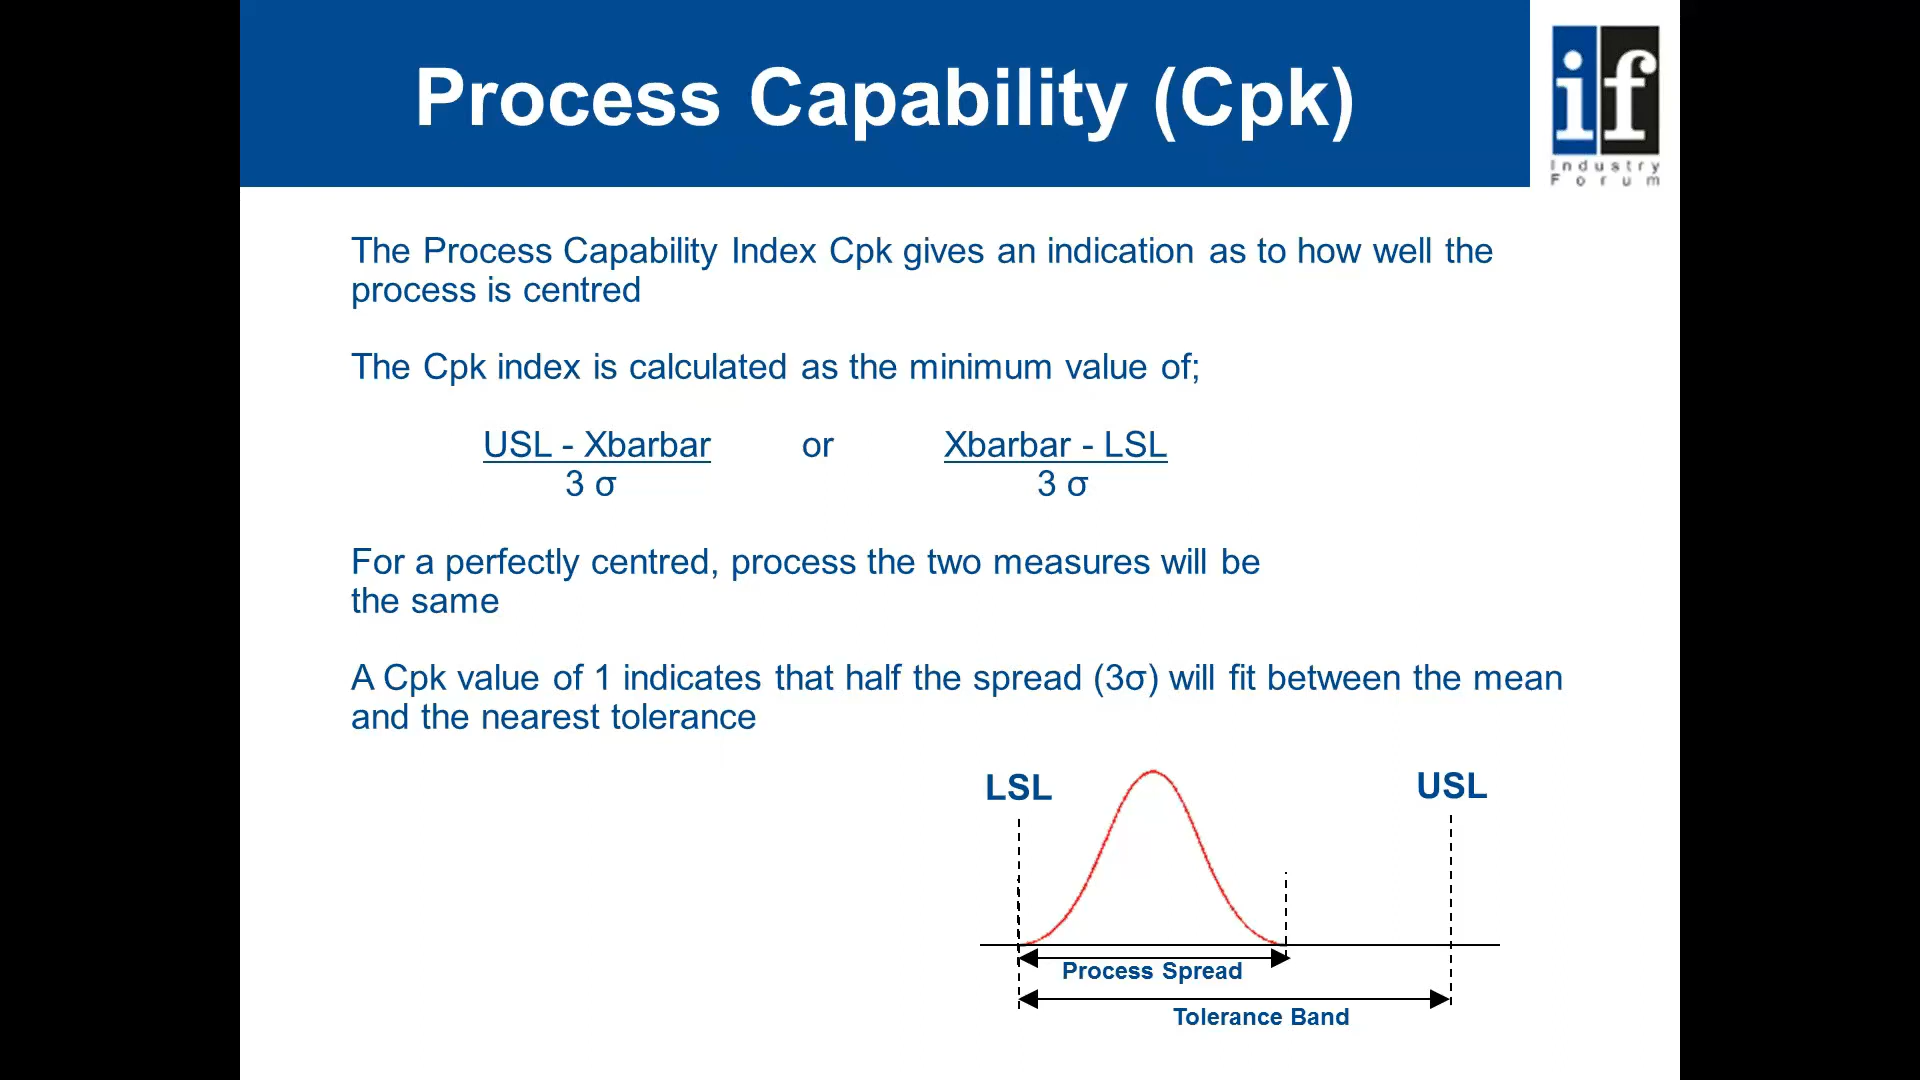 Process Capability (Cpk)
if
Industry
Forum
The Process Capability Index Cpk gives an indication as to how well the
process is centred
The Cpk index is calculated as the minimum value of;
USL - Xbarbar or Xbarbar - LSL
3 σ 3 σ
For a perfectly centred, process the two measures will be
the same
A Cpk value of 1 indicates that half the spread (3σ) will fit between the mean
and the nearest tolerance
LSL USL
Process Spread
Tolerance Band